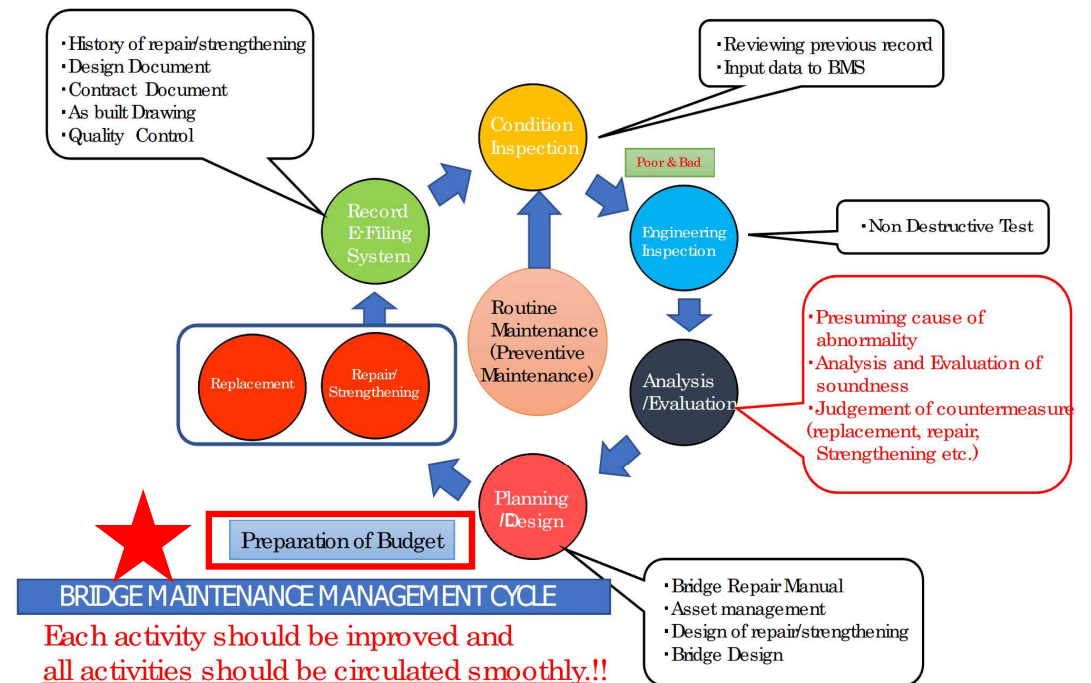 ・History of repair/strengthening
・Design Document
・Contract Document
・As built Drawing
・Quality Control
・Reviewing previous record
・Input data to BMS
Condition
Inspection
Poor & Bad
Record
E-Filing
System
Engineering
Inspection
・Non Destructive Test
Routine
Maintenance
(Preventive
Maintenance)
・Presuming cause of
abnormality
・Analysis and Evaluation of
soundness
・Judgement of countermeasure
(replacement, repair,
Strengthening etc.)
Replacement
Repair/
Strengthening
Analysis
/Evaluation
Planning
/Design
Preparation of Budget
・Bridge Repair Manual
・Asset management
・Design of repair/strengthening
・Bridge Design
BRIDGE MAINTENANCE MANAGEMENT CYCLE
Each activity should be inproved and
all activities should be circulated smoothly.!!